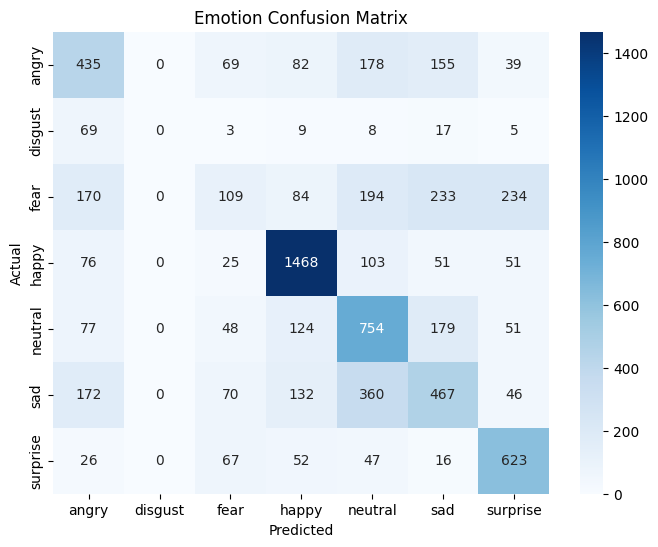 Emotion Confusion Matrix
angry 435 0 69 82 178 155 39
disgust 69 0 3 9 8 17 5
fear 170 0 109 84 194 233 234
happy 76 0 25 1468 103 51 51
neutral 77 0 48 124 754 179 51
sad 172 0 70 132 360 467 46
surprise 26 0 67 52 47 16 623
angry disgust fear happy neutral sad surprise
Predicted
Actual
1400
1200
1000
800
600
400
200
0